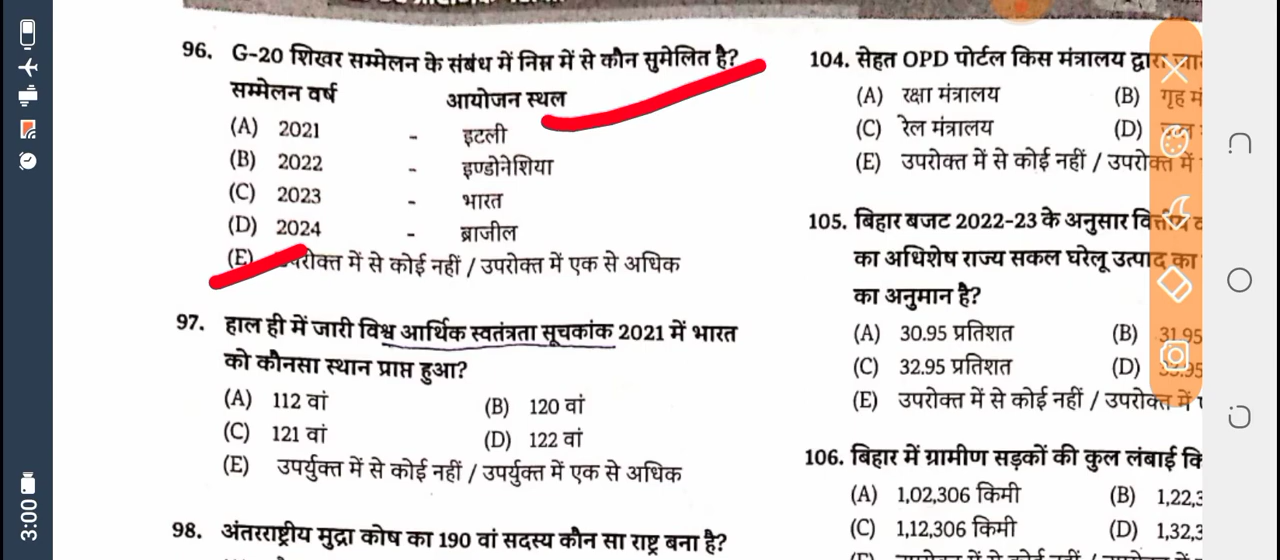 96. G-20 शिखर सम्मेलन के संबंध में निम्न में से कौन सुमेलित है?
सम्मेलन वर्ष आयोजन स्थल
(A) 2021 - इटली
(B) 2022 - इण्डोनेशिया
(C) 2023 - भारत
(D) 2024 - ब्राजील
(E) में से कोई नहीं / उपरोक्त में एक से अधिक
97. हाल ही में जारी विश्व आर्थिक स्वतंत्रता सूचकांक 2021 में भारत
को कौनसा स्थान प्राप्त हुआ?
(A) 112 वां (B) 120 वां
(C) 121 वां (D) 122 वां
(E) उपर्युक्त में से कोई नहीं / उपर्युक्त में एक से अधिक
98. अंतरराष्ट्रीय मुद्रा कोष का 190 वां सदस्य कौन सा राष्ट्र बना है?
104. सेहत OPD पोर्टल किस मंत्रालय
(A) रक्षा मंत्रालय (B) गृह
(C) रेल मंत्रालय (D)
(E) उपरोक्त में से कोई नहीं / उपरोक्त में
105. बिहार बजट 2022-23 के अनुसार
का अधिशेष राज्य सकल घरेलू उत्पाद का
का अनुमान है?
(A) 30.95 प्रतिशत (B) 31.95
(C) 32.95 प्रतिशत (D)
(E) उपरोक्त में से कोई नहीं / उपरोक्त में
106. बिहार में ग्रामीण सड़कों की कुल लंबाई
(A) 1,02,306 किमी (B) 1,22,3
(C) 1,12,306 किमी (D) 1,32,3
3:00